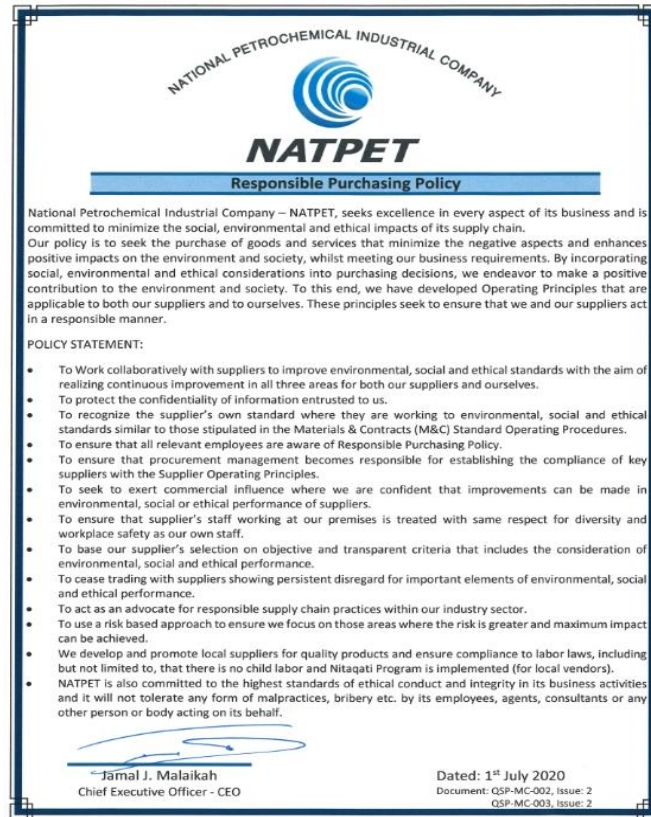 NATIONAL PETROCHEMICAL INDUSTRIAL COMPANY
NATPET
Responsible Purchasing Policy
National Petrochemical Industrial Company – NATPET, seeks excellence in every aspect of its business and is
committed to minimize the social, environmental and ethical impacts of its supply chain.
Our policy is to seek the purchase of goods and services that minimize the negative aspects and enhances
positive impacts on the environment and society, whilst meeting our business requirements. By incorporating
social, environmental and ethical considerations into purchasing decisions, we endeavor to make a positive
contribution to the environment and society. To this end, we have developed Operating Principles that are
applicable to both our suppliers and to ourselves. These principles seek to ensure that we and our suppliers act
in a responsible manner.
POLICY STATEMENT:
• To Work collaboratively with suppliers to improve environmental, social and ethical standards with the aim of
realizing continuous improvement in all three areas for both our suppliers and ourselves.
• To protect the confidentiality of information entrusted to us.
• To recognize the supplier's own standard where they are working to environmental, social and ethical
standards similar to those stipulated in the Materials & Contracts (M&C) Standard Operating Procedures.
• To ensure that all relevant employees are aware of Responsible Purchasing Policy.
• To ensure that procurement management becomes responsible for establishing the compliance of key
suppliers with the Supplier Operating Principles.
• To seek to exert commercial influence where we are confident that improvements can be made in
environmental, social or ethical performance of suppliers.
• To ensure that supplier's staff working at our premises is treated with same respect for diversity and
workplace safety as our own staff.
• To base our supplier's selection on objective and transparent criteria that includes the consideration of
environmental, social and ethical performance.
• To cease trading with suppliers showing persistent disregard for important elements of environmental, social
and ethical performance.
• To act as an advocate for responsible supply chain practices within our industry sector.
• To use a risk based approach to ensure we focus on those areas where the risk is greater and maximum impact
can be achieved.
• We develop and promote local suppliers for quality products and ensure compliance to labor laws, including
but not limited to, that there is no child labor and Nitaqati Program is implemented (for local vendors).
• NATPET is also committed to the highest standards of ethical conduct and integrity in its business activities
and it will not tolerate any form of malpractices, bribery etc. by its employees, agents, consultants or any
other person or body acting on its behalf.
Jamal J. Malaikah
Chief Executive Officer - CEO
Dated: 1st July 2020
Document: QSP-MC-002, Issue: 2
QSP-MC-003, Issue: 2